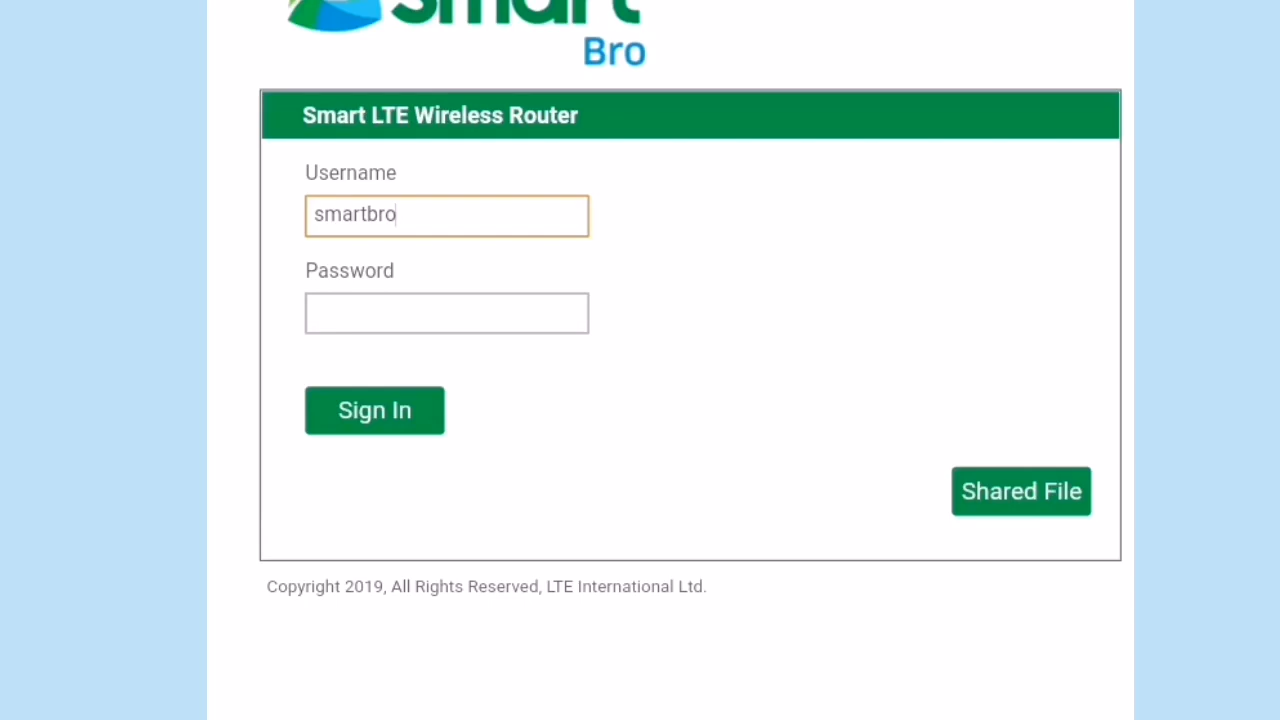 smart
Bro
Smart LTE Wireless Router
Username
smartbro
Password
Sign In
Shared File
Copyright 2019, All Rights Reserved, LTE International Ltd.